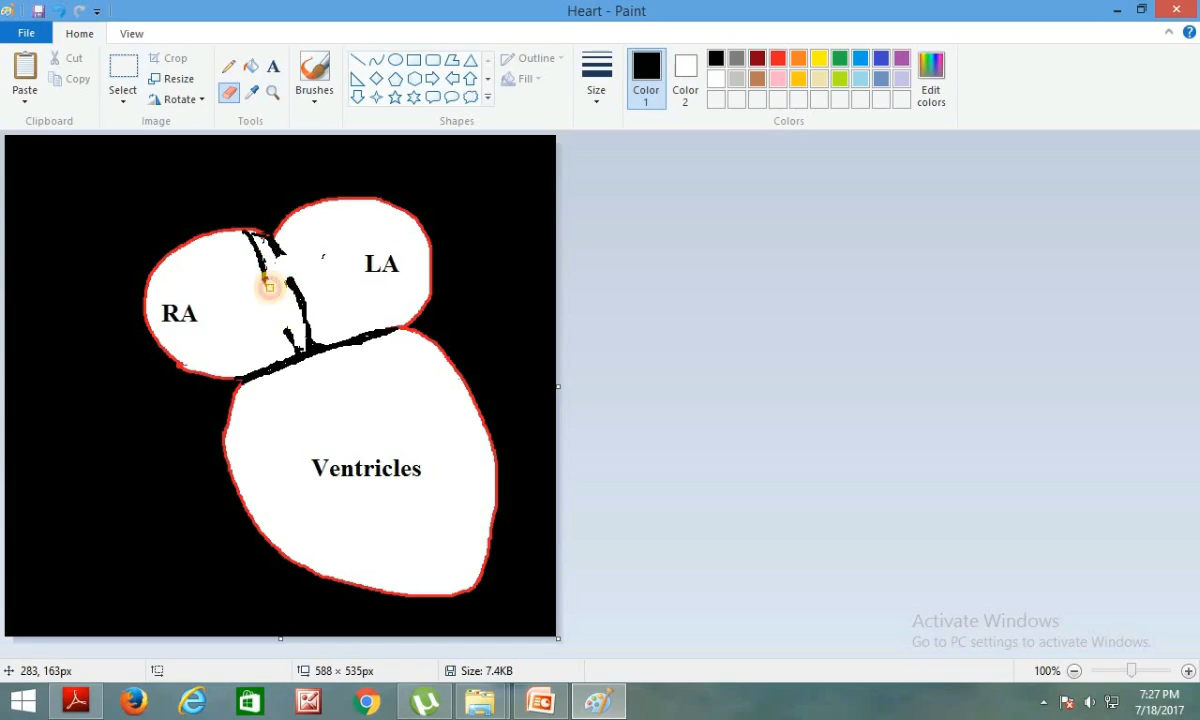 Heart - Paint
File
Home
View
Paste
Cut
Copy
Clipboard
Select
Crop
Resize
Rotate
Image
A
Tools
Brushes
Outline
Fill
Shapes
Size
Color
1
Color
2
Edit
colors
Colors
LA
RA
Ventricles
Activate Windows
Go to PC settings to activate Windows.
283, 163px
588 × 535px
Size: 7.4KB
100%
7:27 PM
7/18/2017